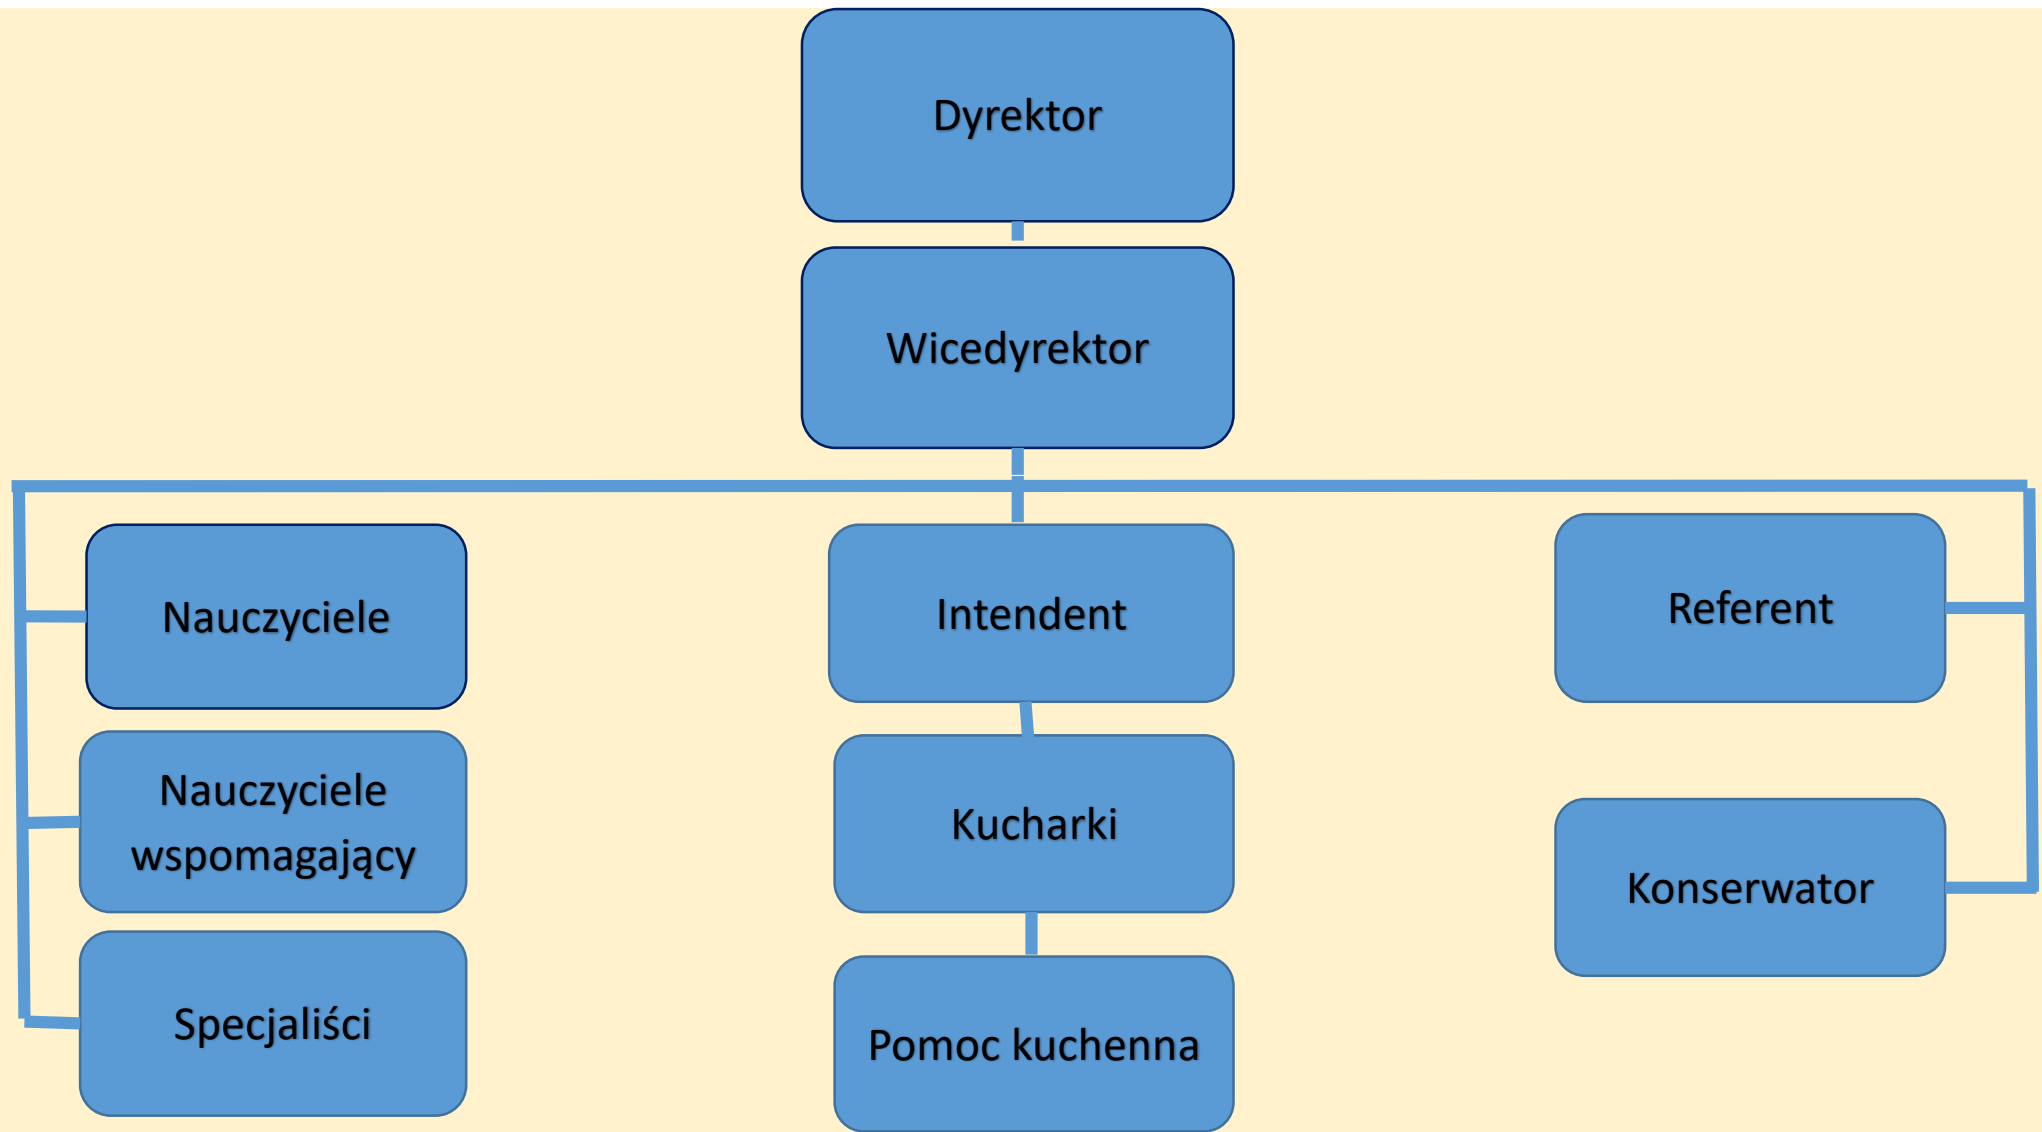 Dyrektor
Wicedyrektor
Nauczyciele
Nauczyciele
wspomagający
Specjaliści
Intendent
Kucharki
Pomoc kuchenna
Referent
Konserwator